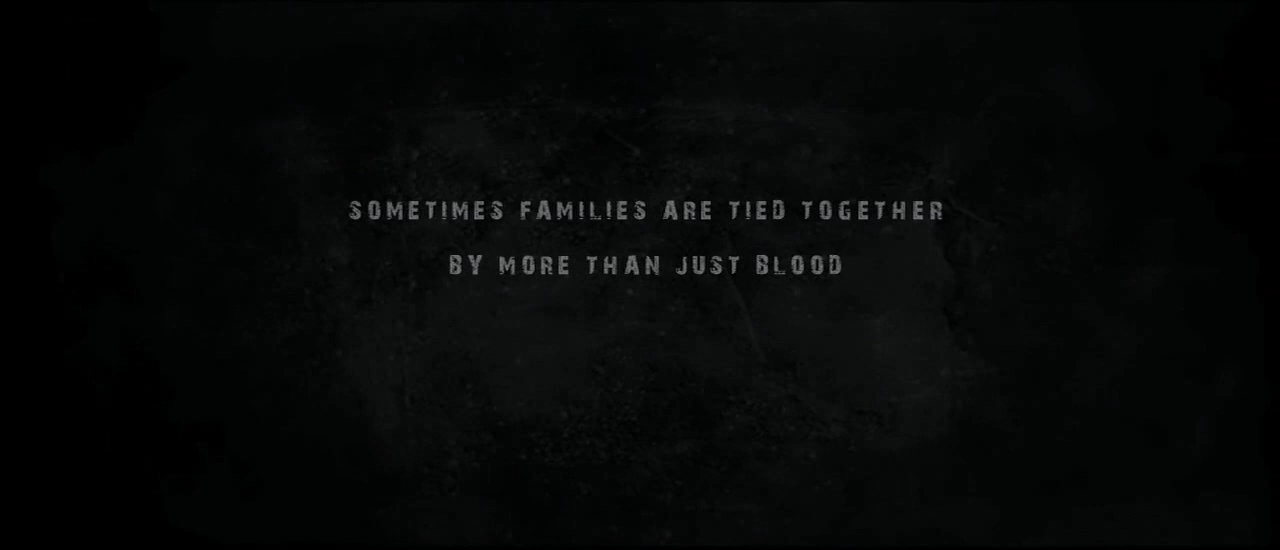 SOMETIMES FAMILIES ARE TIED TOGETHER
BY MORE THAN JUST BLOOD